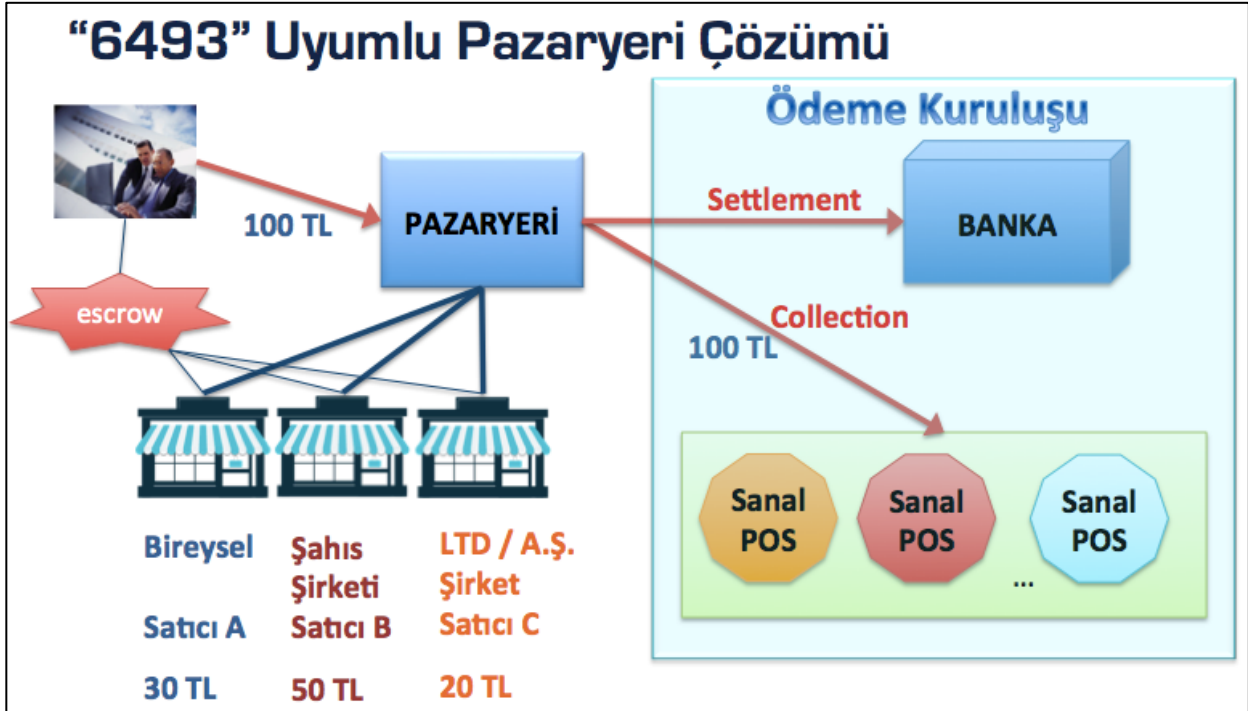 “6493” Uyumlu Pazaryeri Çözümü
Ödeme Kuruluşu
100 TL
PAZARYERİ
Settlement
BANKA
escrow
Collection
100 TL
Sanal
POS
Sanal
POS
...
Sanal
POS
Bireysel
Satıcı A
30 TL
Şahıs
Şirketi
Satıcı B
50 TL
LTD / A.Ş.
Şirket
Satıcı C
20 TL